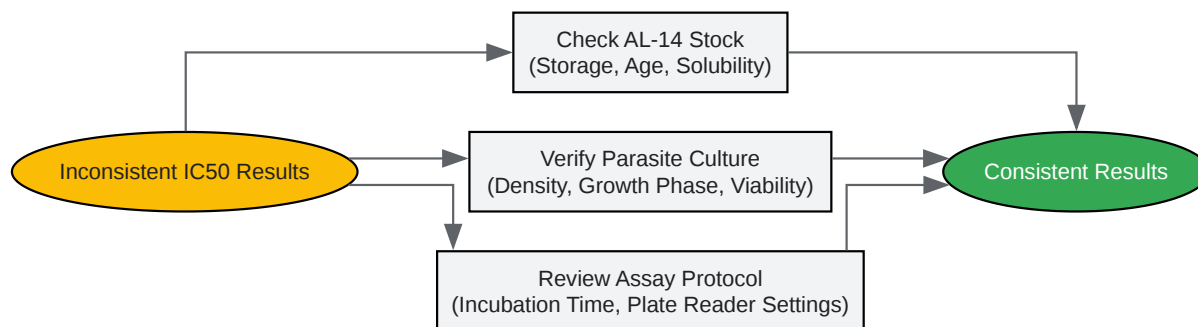 Check AL-14 Stock
(Storage, Age, Solubility)
Inconsistent IC50 Results
Verify Parasite Culture
(Density, Growth Phase, Viability)
Consistent Results
Review Assay Protocol
(Incubation Time, Plate Reader Settings)